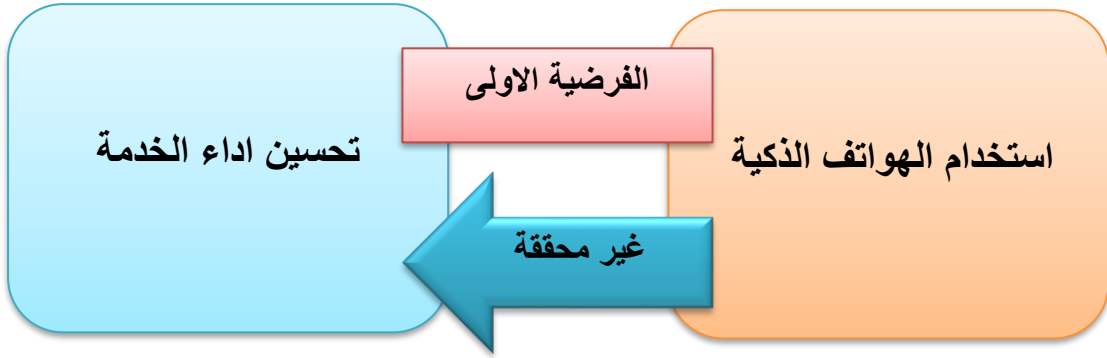 استخدام الهواتف الذكية
الفرضية الاولى
غير محققة
تحسين اداء الخدمة